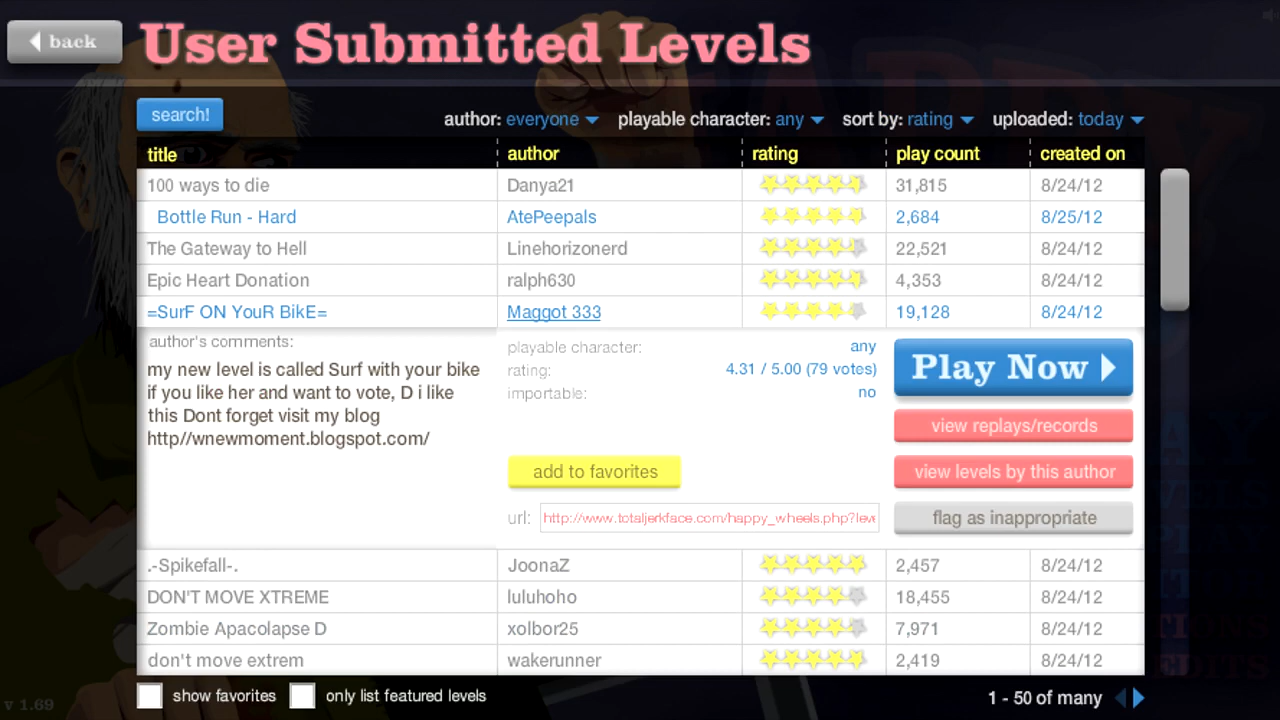 back
User Submitted Levels
search!
author: everyone playable character: any sort by: rating uploaded: today
title author rating play count created on
100 ways to die Danya21 31,815 8/24/12
Bottle Run - Hard AtePeepals 2,684 8/25/12
The Gateway to Hell Linehorizonerd 22,521 8/24/12
Epic Heart Donation ralph630 4,353 8/24/12
=SurF ON YouR BikE= Maggot 333 19,128 8/24/12
author's comments:
my new level is called Surf with your bike
if you like her and want to vote, D i like
this Dont forget visit my blog
http//wnewmoment.blogspot.com/
playable character: any
rating: 4.31 / 5.00 (79 votes)
importable: no
add to favorites
url: http://www.totaljerkface.com/happy_wheels.php?leve
Play Now
view replays/records
view levels by this author
flag as inappropriate
.-Spikefall-. JoonaZ 2,457 8/24/12
DON'T MOVE XTREME luluhoho 18,455 8/24/12
Zombie Apacolapse D xolbor25 7,971 8/24/12
don't move extrem wakerunner 2,419 8/24/12
show favorites only list featured levels 1 - 50 of many
v 1.69